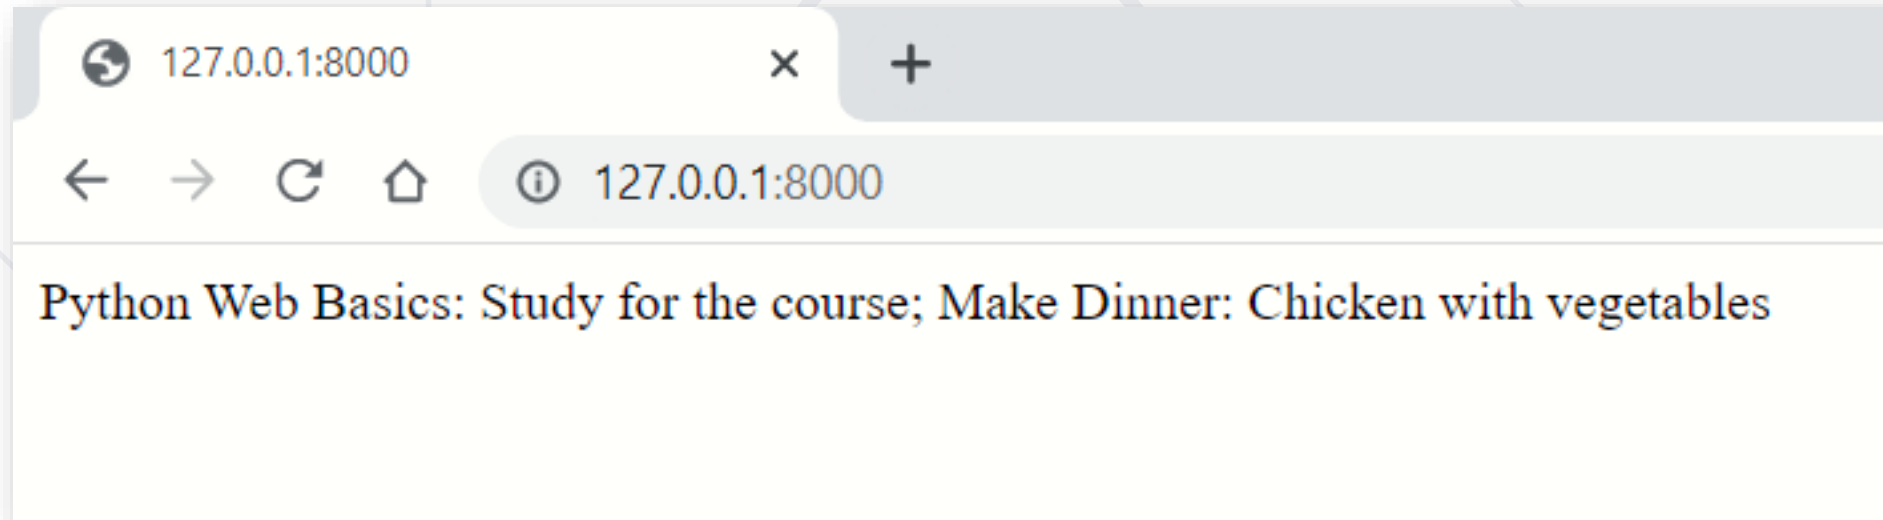 127.0.0.1:8000
127.0.0.1:8000
Python Web Basics: Study for the course; Make Dinner: Chicken with vegetables